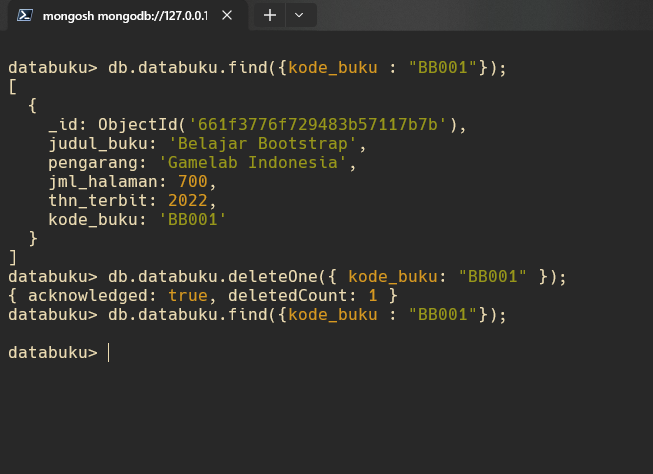 mongosh mongodb://127.0.0.1
databuku> db.databuku.find({kode_buku : "BB001"});
[
  {
    _id: ObjectId('661f3776f729483b57117b7b'),
    judul_buku: 'Belajar Bootstrap',
    pengarang: 'Gamelab Indonesia',
    jml_halaman: 700,
    thn_terbit: 2022,
    kode_buku: 'BB001'
  }
]
databuku> db.databuku.deleteOne({ kode_buku: "BB001" });
{ acknowledged: true, deletedCount: 1 }
databuku> db.databuku.find({kode_buku : "BB001"});
databuku>